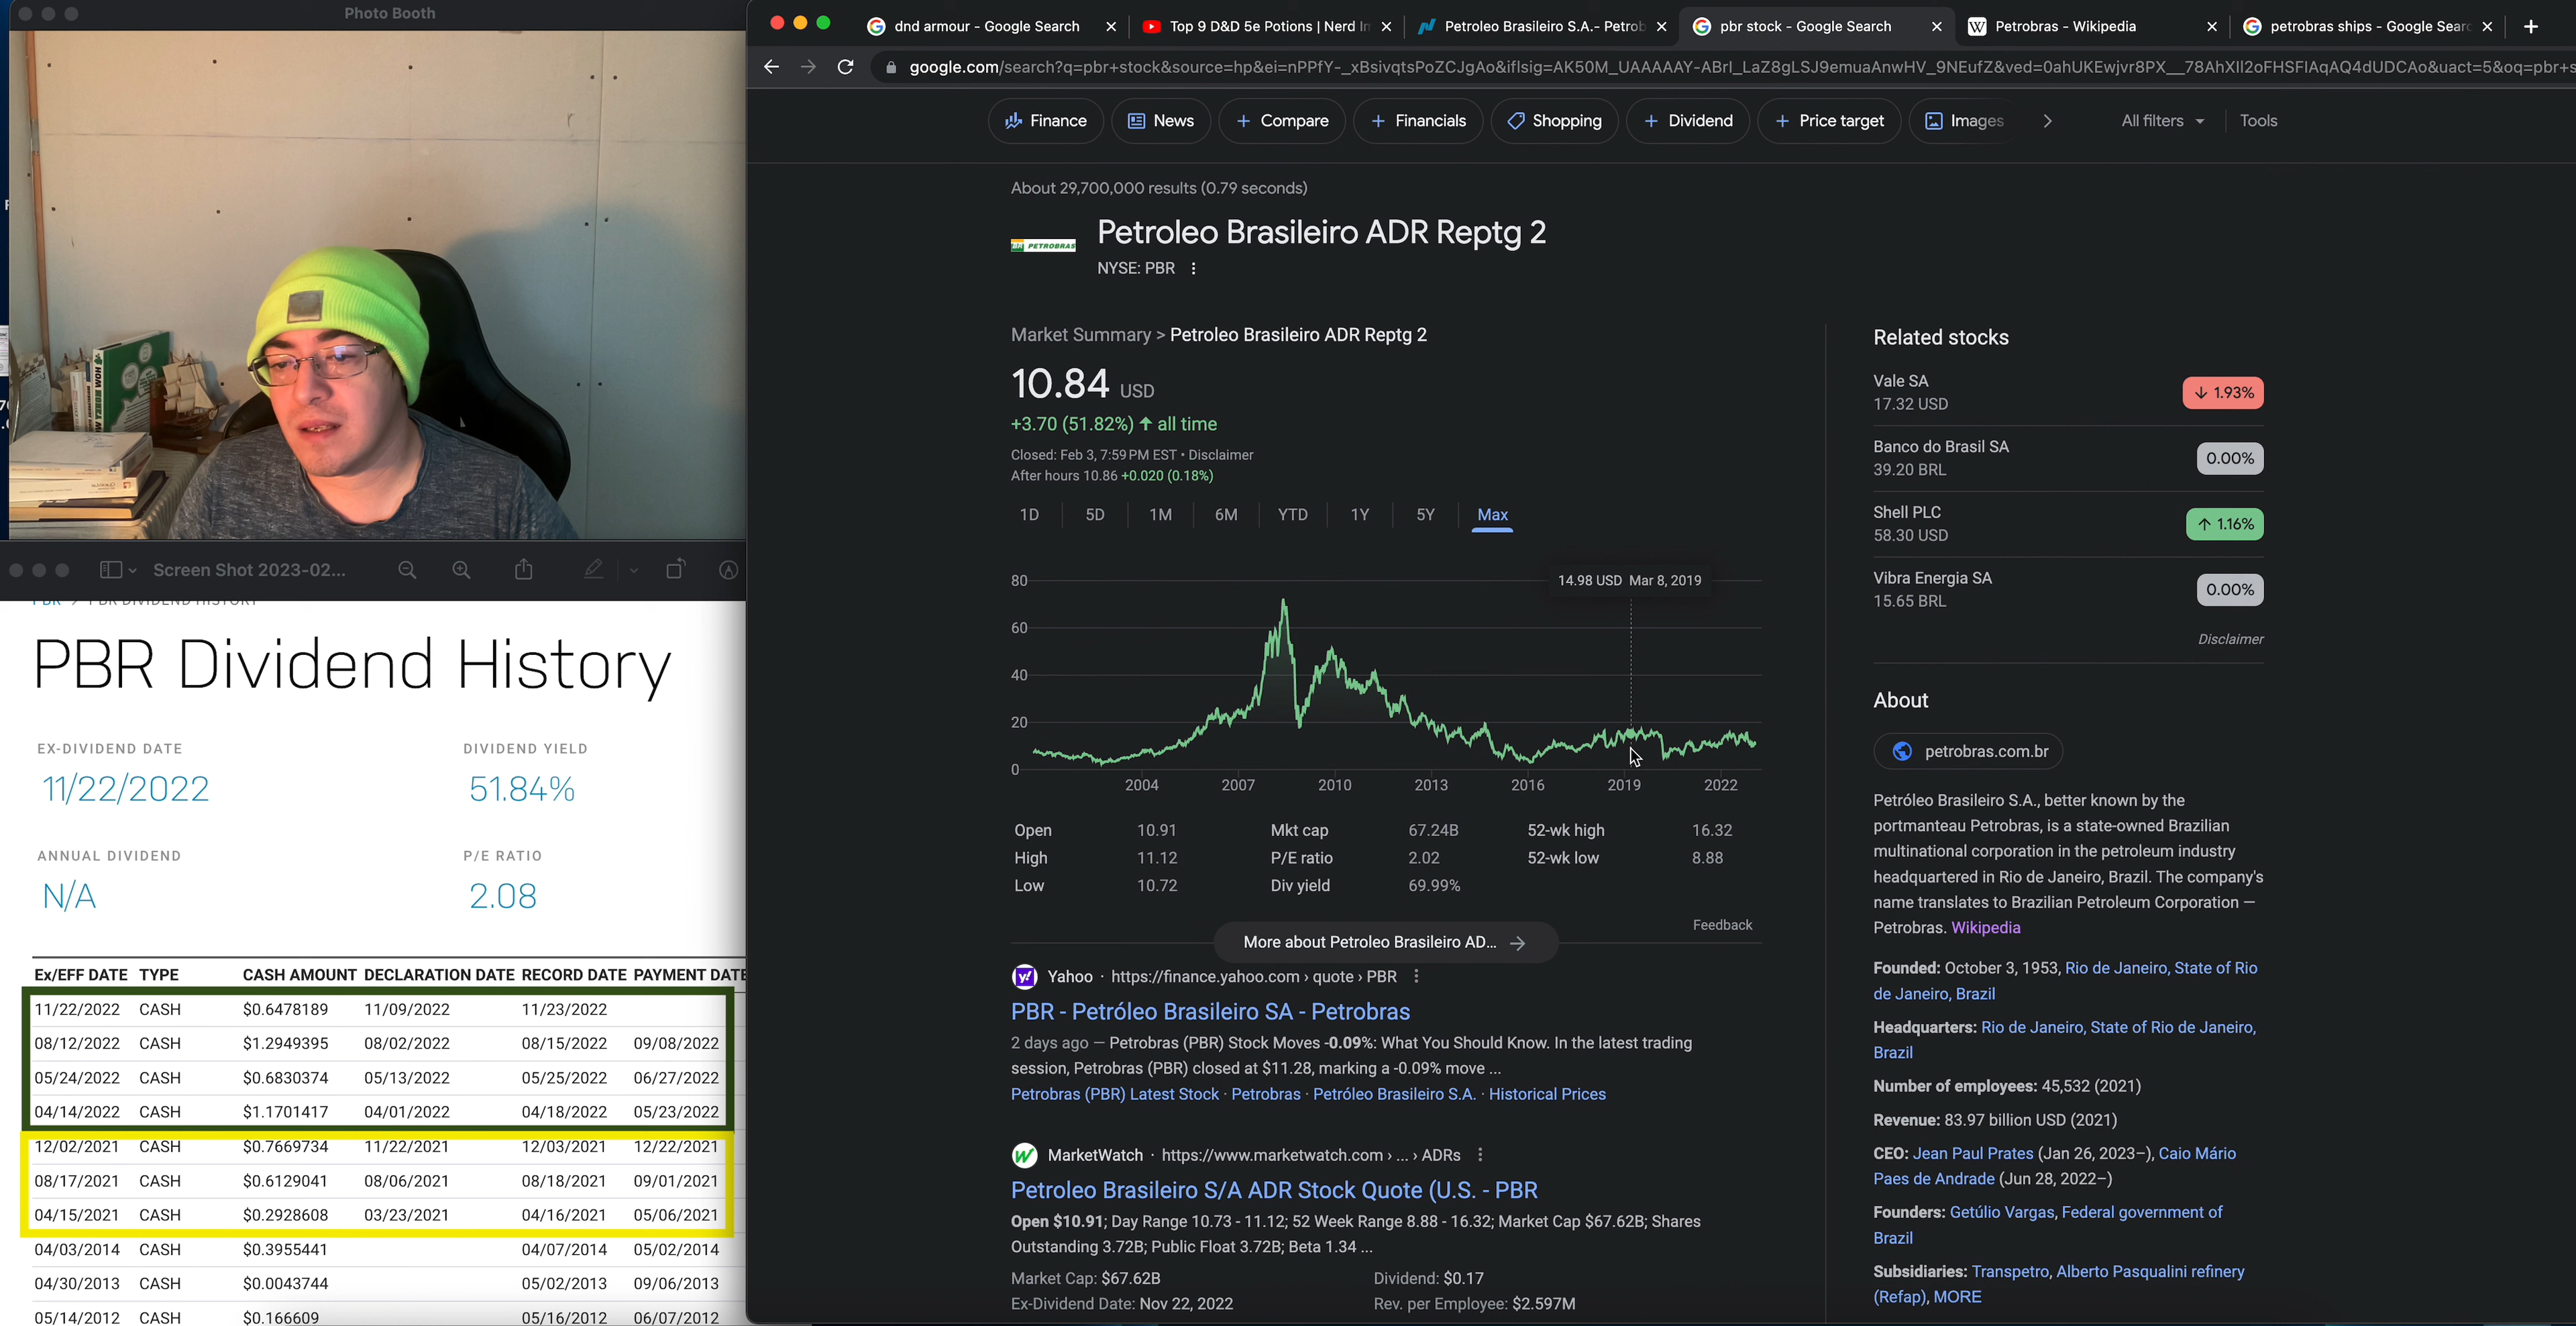 Photo Booth
Screen Shot 2023-02...
PBR > PBR DIVIDEND HISTORY
PBR Dividend History
EX-DIVIDEND DATE
11/22/2022
DIVIDEND YIELD
51.84%
ANNUAL DIVIDEND
N/A
P/E RATIO
2.08
Ex/EFF DATE TYPE CASH AMOUNT DECLARATION DATE RECORD DATE PAYMENT DATE
11/22/2022 CASH $0.6478189 11/09/2022 11/23/2022
08/12/2022 CASH $1.2949395 08/02/2022 08/15/2022 09/08/2022
05/24/2022 CASH $0.6830374 05/13/2022 05/25/2022 06/27/2022
04/14/2022 CASH $1.1701417 04/01/2022 04/18/2022 05/23/2022
12/02/2021 CASH $0.7669734 11/22/2021 12/03/2021 12/22/2021
08/17/2021 CASH $0.6129041 08/06/2021 08/18/2021 09/01/2021
04/15/2021 CASH $0.2928608 03/23/2021 04/16/2021 05/06/2021
04/03/2014 CASH $0.3955441 04/07/2014 05/02/2014
04/30/2013 CASH $0.0043744 05/02/2013 09/06/2013
05/14/2012 CASH $0.166609 05/16/2012 06/07/2012
dnd armour - Google Search
Top 9 D&D 5e Potions | Nerd Im
Petroleo Brasileiro S.A.- Petrob
pbr stock - Google Search
Petrobras - Wikipedia
petrobras ships - Google Searc
google.com/search?q=pbr+stock&source=hp&ei=nPPfY-_xBsivqtsPoZCJgAo&iflsig=AK50M_UAAAAAY-ABrI_LaZ8gLSJ9emuaAnwHV_9NEufZ&ved=0ahUKEwjvr8PX__78AhXII2oFHSFIAqAQ4dUDCAo&uact=5&oq=pbr+s
Finance
News
+ Compare
+ Financials
Shopping
+ Dividend
+ Price target
Images
All filters
Tools
About 29,700,000 results (0.79 seconds)
PETROBRAS
Petroleo Brasileiro ADR Reptg 2
NYSE: PBR
Market Summary > Petroleo Brasileiro ADR Reptg 2
10.84 USD
+3.70 (51.82%) ↑ all time
Closed: Feb 3, 7:59 PM EST • Disclaimer
After hours 10.86 +0.020 (0.18%)
1D 5D 1M 6M YTD 1Y 5Y Max
14.98 USD Mar 8, 2019
80
60
40
20
0
2004 2007 2010 2013 2016 2019 2022
Open 10.91 Mkt cap 67.24B 52-wk high 16.32
High 11.12 P/E ratio 2.02 52-wk low 8.88
Low 10.72 Div yield 69.99%
Feedback
More about Petroleo Brasileiro AD... →
Yahoo · https://finance.yahoo.com › quote › PBR
PBR - Petróleo Brasileiro SA - Petrobras
2 days ago — Petrobras (PBR) Stock Moves -0.09%: What You Should Know. In the latest trading
session, Petrobras (PBR) closed at $11.28, marking a -0.09% move ...
Petrobras (PBR) Latest Stock · Petrobras · Petróleo Brasileiro S.A. · Historical Prices
MarketWatch · https://www.marketwatch.com › ... › ADRs
Petroleo Brasileiro S/A ADR Stock Quote (U.S. - PBR
Open $10.91; Day Range 10.73 - 11.12; 52 Week Range 8.88 - 16.32; Market Cap $67.62B; Shares
Outstanding 3.72B; Public Float 3.72B; Beta 1.34 ...
Market Cap: $67.62B Dividend: $0.17
Ex-Dividend Date: Nov 22, 2022 Rev. per Employee: $2.597M
Related stocks
Vale SA
17.32 USD
↓ 1.93%
Banco do Brasil SA
39.20 BRL
0.00%
Shell PLC
58.30 USD
↑ 1.16%
Vibra Energia SA
15.65 BRL
0.00%
Disclaimer
About
petrobras.com.br
Petróleo Brasileiro S.A., better known by the
portmanteau Petrobras, is a state-owned Brazilian
multinational corporation in the petroleum industry
headquartered in Rio de Janeiro, Brazil. The company's
name translates to Brazilian Petroleum Corporation —
Petrobras. Wikipedia
Founded: October 3, 1953, Rio de Janeiro, State of Rio
de Janeiro, Brazil
Headquarters: Rio de Janeiro, State of Rio de Janeiro,
Brazil
Number of employees: 45,532 (2021)
Revenue: 83.97 billion USD (2021)
CEO: Jean Paul Prates (Jan 26, 2023–), Caio Mário
Paes de Andrade (Jun 28, 2022–)
Founders: Getúlio Vargas, Federal government of
Brazil
Subsidiaries: Transpetro, Alberto Pasqualini refinery
(Refap), MORE